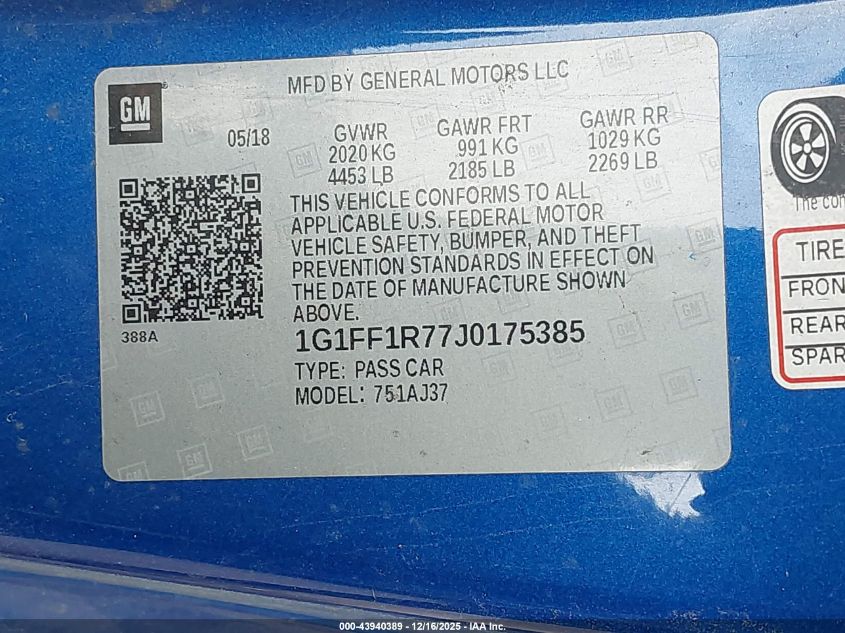 MFD BY GENERAL MOTORS LLC
GM
05/18
GVWR
2020 KG
4453 LB
GAWR FRT
991 KG
2185 LB
GAWR RR
1029 KG
2269 LB
THIS VEHICLE CONFORMS TO ALL
APPLICABLE U.S. FEDERAL MOTOR
VEHICLE SAFETY, BUMPER, AND THEFT
PREVENTION STANDARDS IN EFFECT ON
THE DATE OF MANUFACTURE SHOWN
ABOVE.
388A
1G1FF1R77J0175385
TYPE: PASS CAR
MODEL: 751AJ37
The com
TIRE
FRON
REAR
SPAR
000-43940389 - 12/16/2025 - IAA Inc.